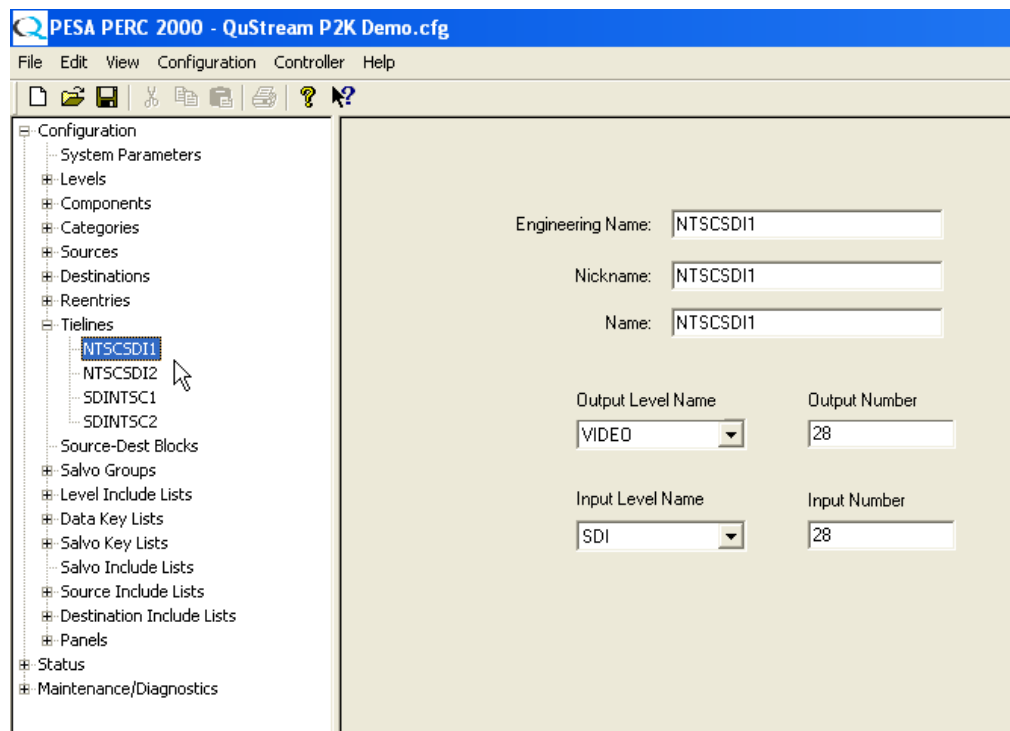 PESA PERC 2000 - QuStream P2K Demo.cfg
File Edit View Configuration Controller Help
Configuration
System Parameters
Levels
Components
Categories
Sources
Destinations
Reentries
Tielines
NTSCSDI1
NTSCSDI2
SDINTSC1
SDINTSC2
Source-Dest Blocks
Salvo Groups
Level Include Lists
Data Key Lists
Salvo Key Lists
Salvo Include Lists
Source Include Lists
Destination Include Lists
Panels
Status
Maintenance/Diagnostics
Engineering Name: NTSCSDI1
Nickname: NTSCSDI1
Name: NTSCSDI1
Output Level Name Output Number
VIDEO 28
Input Level Name Input Number
SDI 28